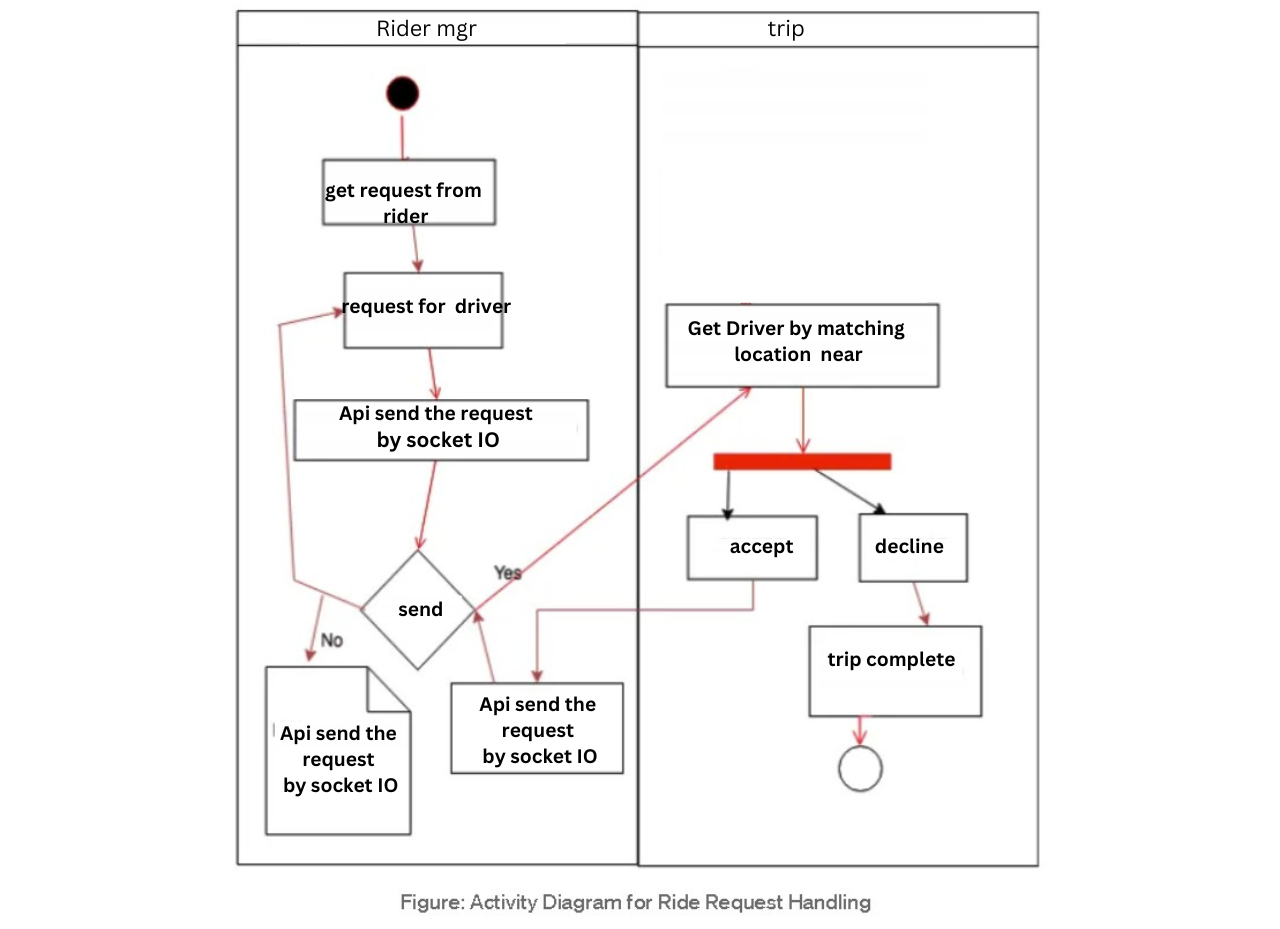 Rider mgr
trip
get request from
rider
request for driver
Api send the request
by socket IO
Get Driver by matching
location near
accept
decline
Yes
send
No
trip complete
Api send the
request
by socket IO
Api send the
request
by socket IO
Figure: Activity Diagram for Ride Request Handling